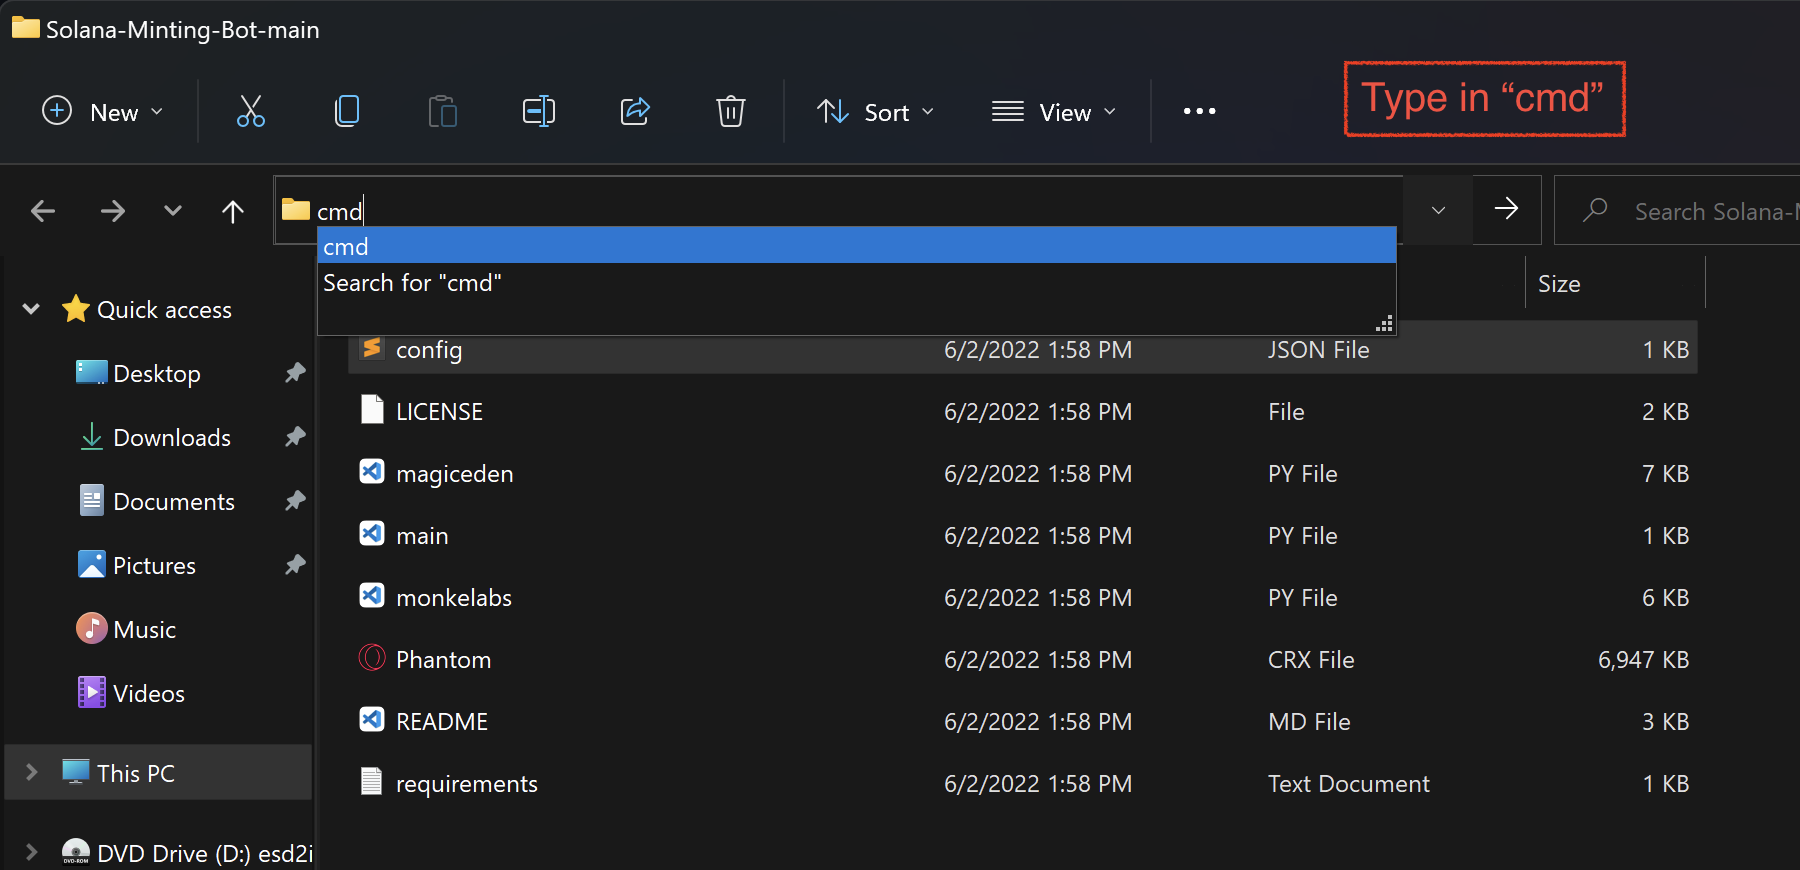 Solana-Minting-Bot-main
New
Sort
View
Type in “cmd”
cmd
Search Solana-M
cmd
Search for "cmd"
Size
Quick access
Desktop
Downloads
Documents
Pictures
Music
Videos
This PC
DVD Drive (D:) esd2i
config 6/2/2022 1:58 PM JSON File 1 KB
LICENSE 6/2/2022 1:58 PM File 2 KB
magiceden 6/2/2022 1:58 PM PY File 7 KB
main 6/2/2022 1:58 PM PY File 1 KB
monkelabs 6/2/2022 1:58 PM PY File 6 KB
Phantom 6/2/2022 1:58 PM CRX File 6,947 KB
README 6/2/2022 1:58 PM MD File 3 KB
requirements 6/2/2022 1:58 PM Text Document 1 KB